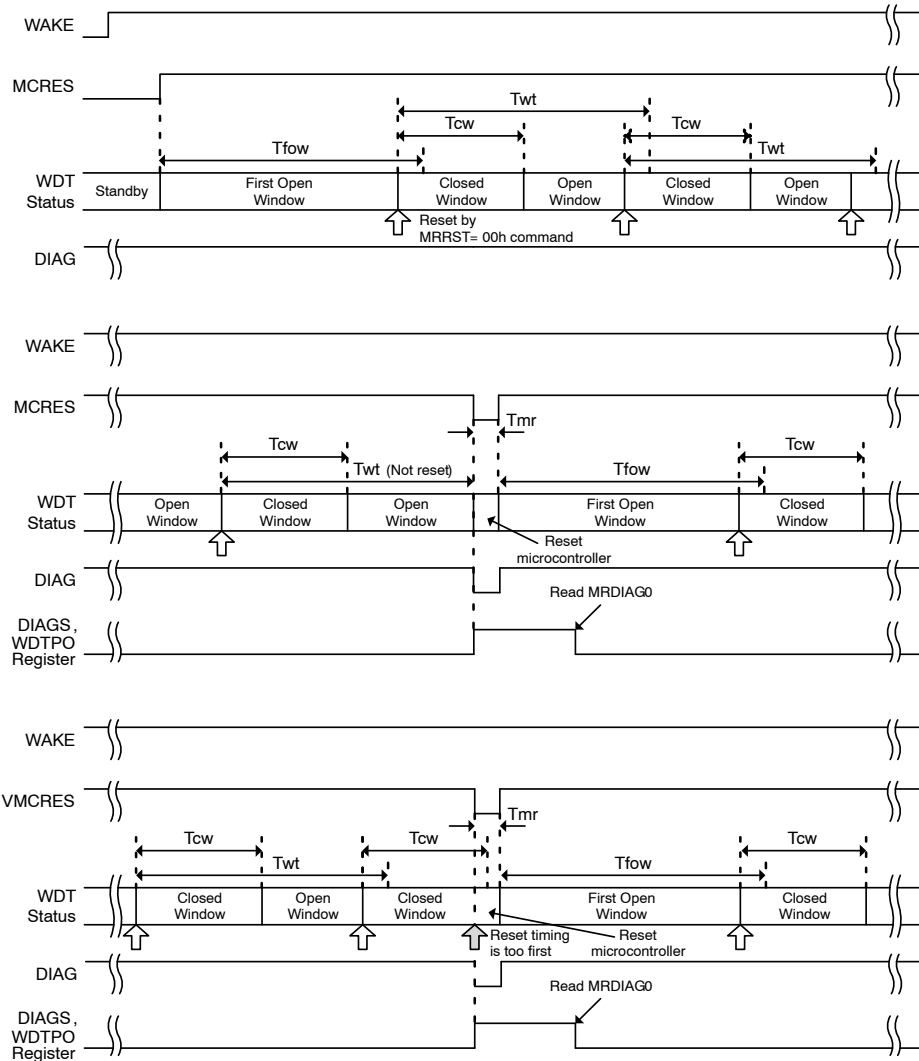 WAKE
MCRES
Twt
Tcw
Tcw
Tfow
Twt
WDT
Status
Standby
First Open
Window
Closed
Window
Open
Window
Closed
Window
Open
Window
Reset by
MRRST= 00h command
DIAG
WAKE
MCRES
Tmr
Tcw
Tcw
Twt (Not reset)
Tfow
WDT
Status
Open
Window
Closed
Window
Open
Window
First Open
Window
Closed
Window
Reset
microcontroller
DIAG
Read MRDIAG0
DIAGS,
WDTPO
Register
WAKE
VMCRES
Tmr
Tcw
Tcw
Tcw
Twt
Tfow
WDT
Status
Closed
Window
Open
Window
Closed
Window
First Open
Window
Closed
Window
Reset timing
is too first
Reset
microcontroller
DIAG
Read MRDIAG0
DIAGS,
WDTPO
Register